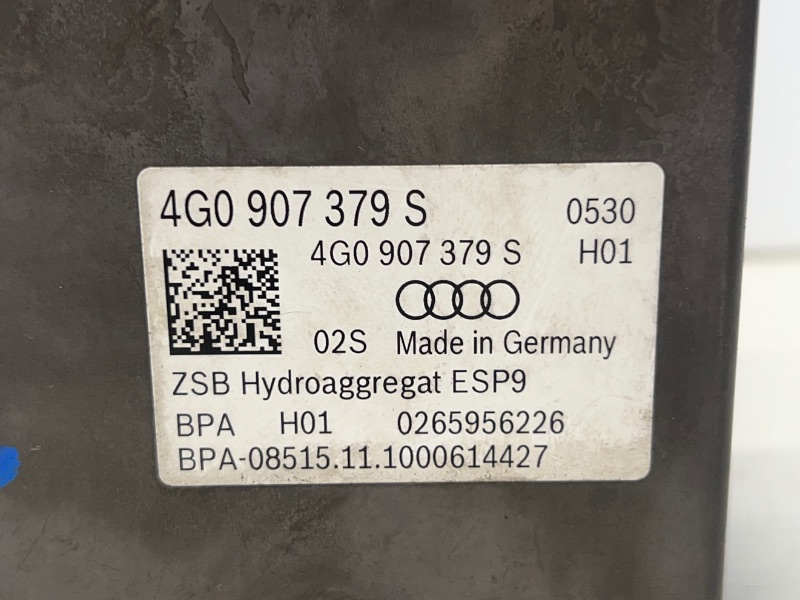 4G0 907 379 S 0530
4G0 907 379 S H01
02S Made in Germany
ZSB Hydroaggregat ESP9
BPA H01 0265956226
BPA-08515.11.1000614427